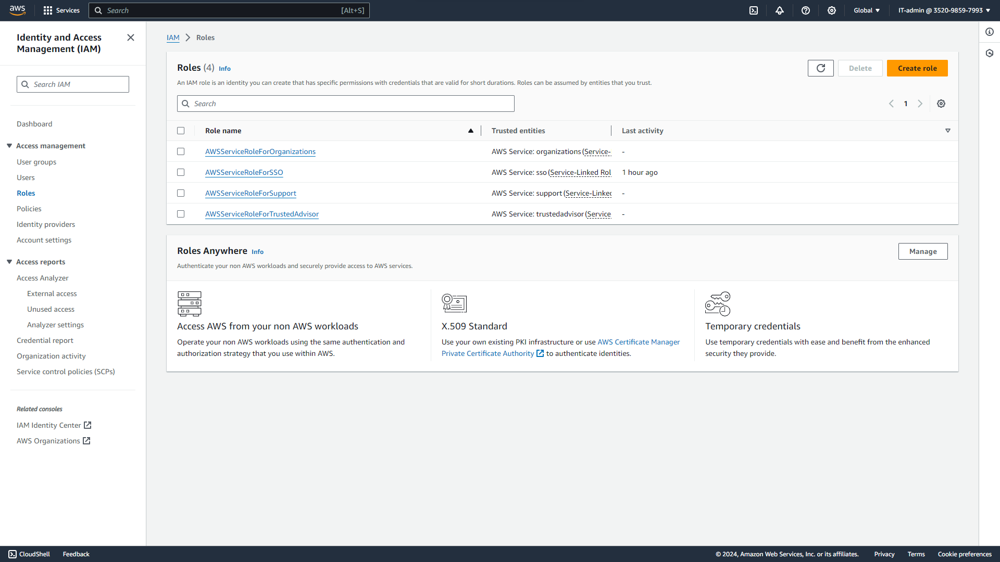 aws
Services
Search
[Alt+S]
Global
IT-admin @ 3520-9859-7993
Identity and Access
Management (IAM)
Search IAM
Dashboard
Access management
User groups
Users
Roles
Policies
Identity providers
Account settings
Access reports
Access Analyzer
External access
Unused access
Analyzer settings
Credential report
Organization activity
Service control policies (SCPs)
Related consoles
IAM Identity Center
AWS Organizations
IAM > Roles
Roles (4) Info
Delete
Create role
An IAM role is an identity you can create that has specific permissions with credentials that are valid for short durations. Roles can be assumed by entities that you trust.
Search
1
Role name
Trusted entities
Last activity
AWSServiceRoleForOrganizations
AWS Service: organizations (Service-
-
AWSServiceRoleForSSO
AWS Service: sso (Service-Linked Rol
1 hour ago
AWSServiceRoleForSupport
AWS Service: support (Service-Linked
-
AWSServiceRoleForTrustedAdvisor
AWS Service: trustedadvisor (Service
-
Roles Anywhere Info
Manage
Authenticate your non AWS workloads and securely provide access to AWS services.
Access AWS from your non AWS workloads
Operate your non AWS workloads using the same authentication and
authorization strategy that you use within AWS.
X.509 Standard
Use your own existing PKI infrastructure or use AWS Certificate Manager
Private Certificate Authority to authenticate identities.
Temporary credentials
Use temporary credentials with ease and benefit from the enhanced
security they provide.
CloudShell
Feedback
© 2024, Amazon Web Services, Inc. or its affiliates.
Privacy
Terms
Cookie preferences